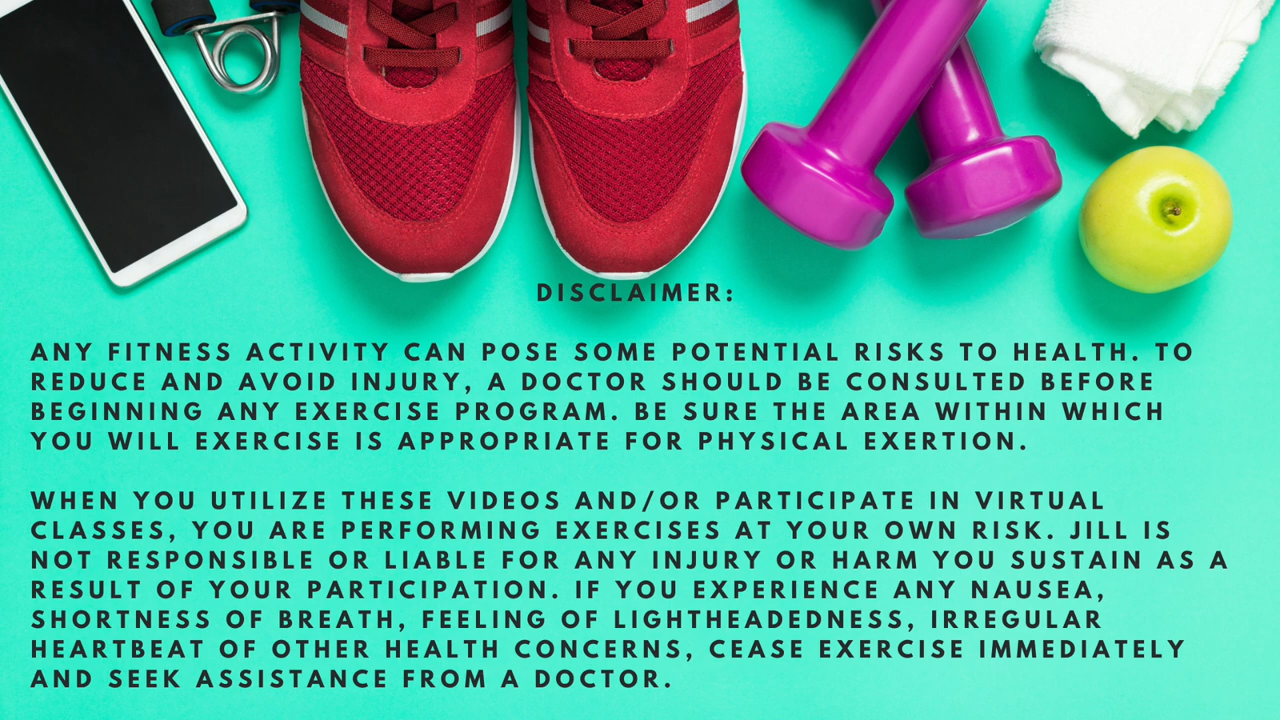 DISCLAIMER:
ANY FITNESS ACTIVITY CAN POSE SOME POTENTIAL RISKS TO HEALTH. TO
REDUCE AND AVOID INJURY, A DOCTOR SHOULD BE CONSULTED BEFORE
BEGINNING ANY EXERCISE PROGRAM. BE SURE THE AREA WITHIN WHICH
YOU WILL EXERCISE IS APPROPRIATE FOR PHYSICAL EXERTION.
WHEN YOU UTILIZE THESE VIDEOS AND/OR PARTICIPATE IN VIRTUAL
CLASSES, YOU ARE PERFORMING EXERCISES AT YOUR OWN RISK. JILL IS
NOT RESPONSIBLE OR LIABLE FOR ANY INJURY OR HARM YOU SUSTAIN AS A
RESULT OF YOUR PARTICIPATION. IF YOU EXPERIENCE ANY NAUSEA,
SHORTNESS OF BREATH, FEELING OF LIGHTHEADEDNESS, IRREGULAR
HEARTBEAT OF OTHER HEALTH CONCERNS, CEASE EXERCISE IMMEDIATELY
AND SEEK ASSISTANCE FROM A DOCTOR.